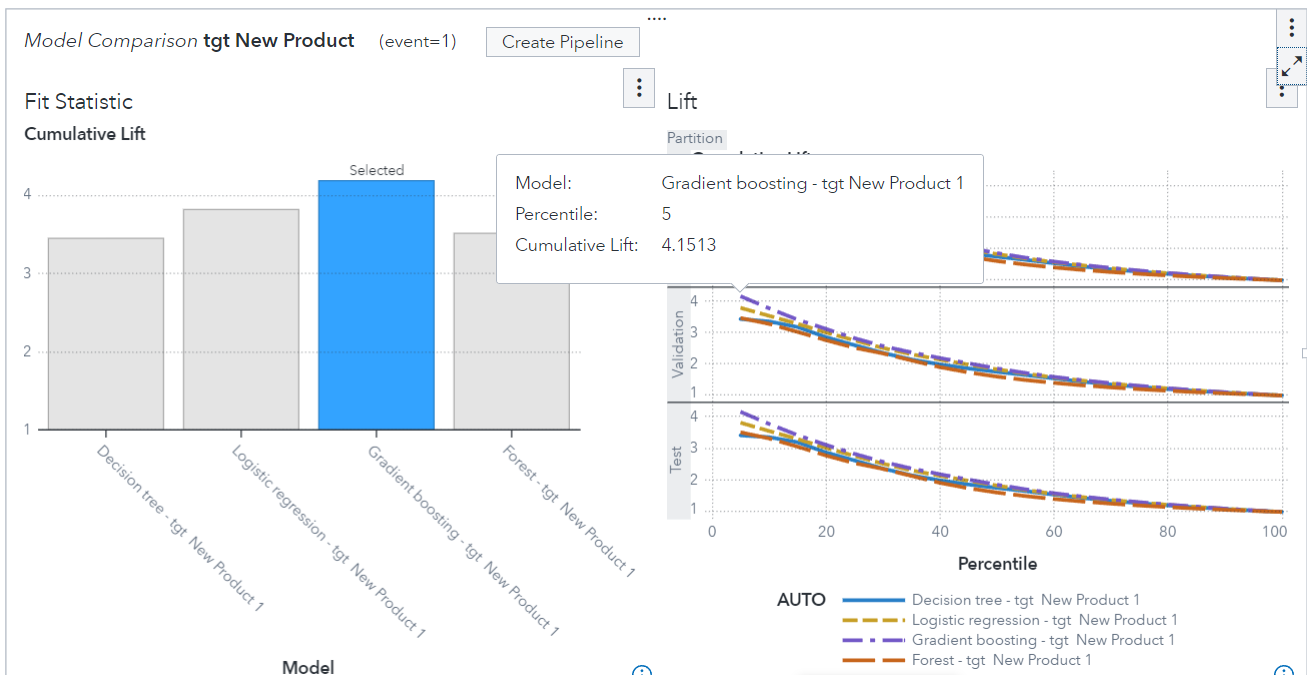 Model Comparison tgt New Product (event=1) Create Pipeline
Fit Statistic
Cumulative Lift
Selected
4
3
2
1
Decision tree - tgt New Product 1
Logistic regression - tgt New Product 1
Gradient boosting - tgt New Product 1
Forest - tgt New Product 1
Model
Lift
Partition
Model: Gradient boosting - tgt New Product 1
Percentile: 5
Cumulative Lift: 4.1513
Validation
4
3
2
1
Test
4
3
2
1
0 20 40 60 80 100
Percentile
AUTO
Decision tree - tgt New Product 1
Logistic regression - tgt New Product 1
Gradient boosting - tgt New Product 1
Forest - tgt New Product 1